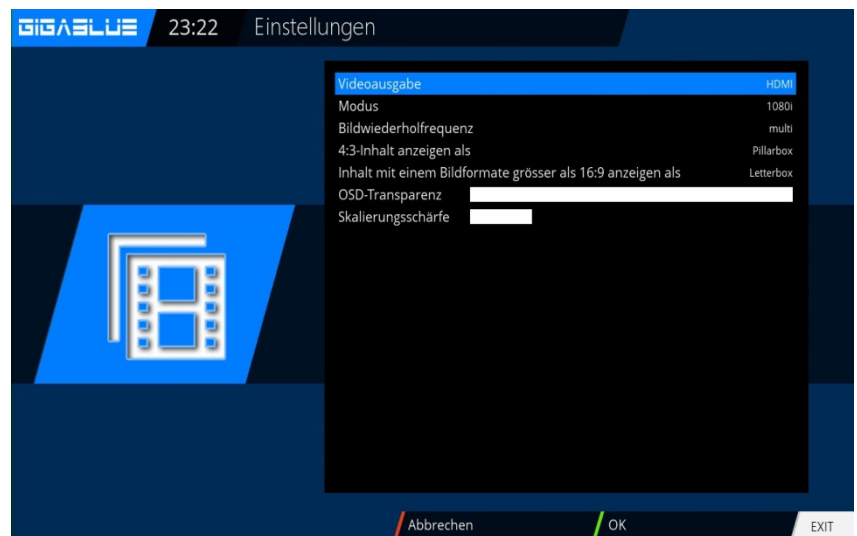 GIGABLUE 23:22 Einstellungen
Videoausgabe HDMI
Modus 1080i
Bildwiederholfrequenz multi
4:3-Inhalt anzeigen als Pillarbox
Inhalt mit einem Bildformate grösser als 16:9 anzeigen als Letterbox
OSD-Transparenz
Skalierungsschärfe
Abbrechen OK EXIT